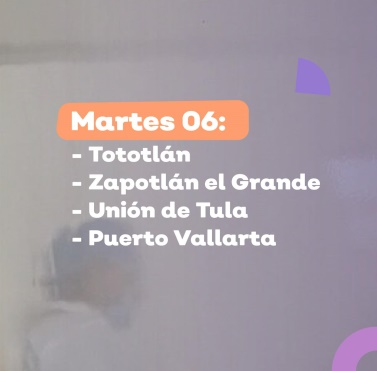 Martes 06:
- Tototlán
- Zapotlán el Grande
- Unión de Tula
- Puerto Vallarta